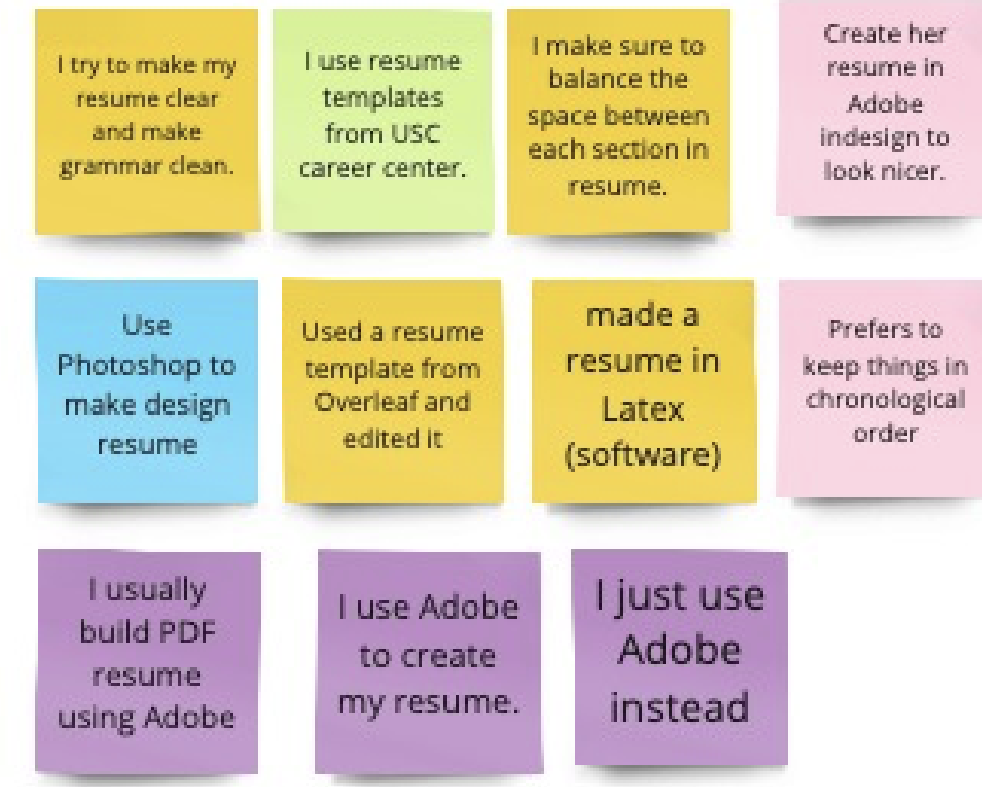 I try to make my
resume clear
and make
grammar clean.
I use resume
templates
from USC
career center.
I make sure to
balance the
space between
each section in
resume.
Create her
resume in
Adobe
indesign to
look nicer.
Use
Photoshop to
make design
resume
Used a resume
template from
Overleaf and
edited it
made a
resume in
Latex
(software)
Prefers to
keep things in
chronological
order
I usually
build PDF
resume
using Adobe
I use Adobe
to create
my resume.
I just use
Adobe
instead